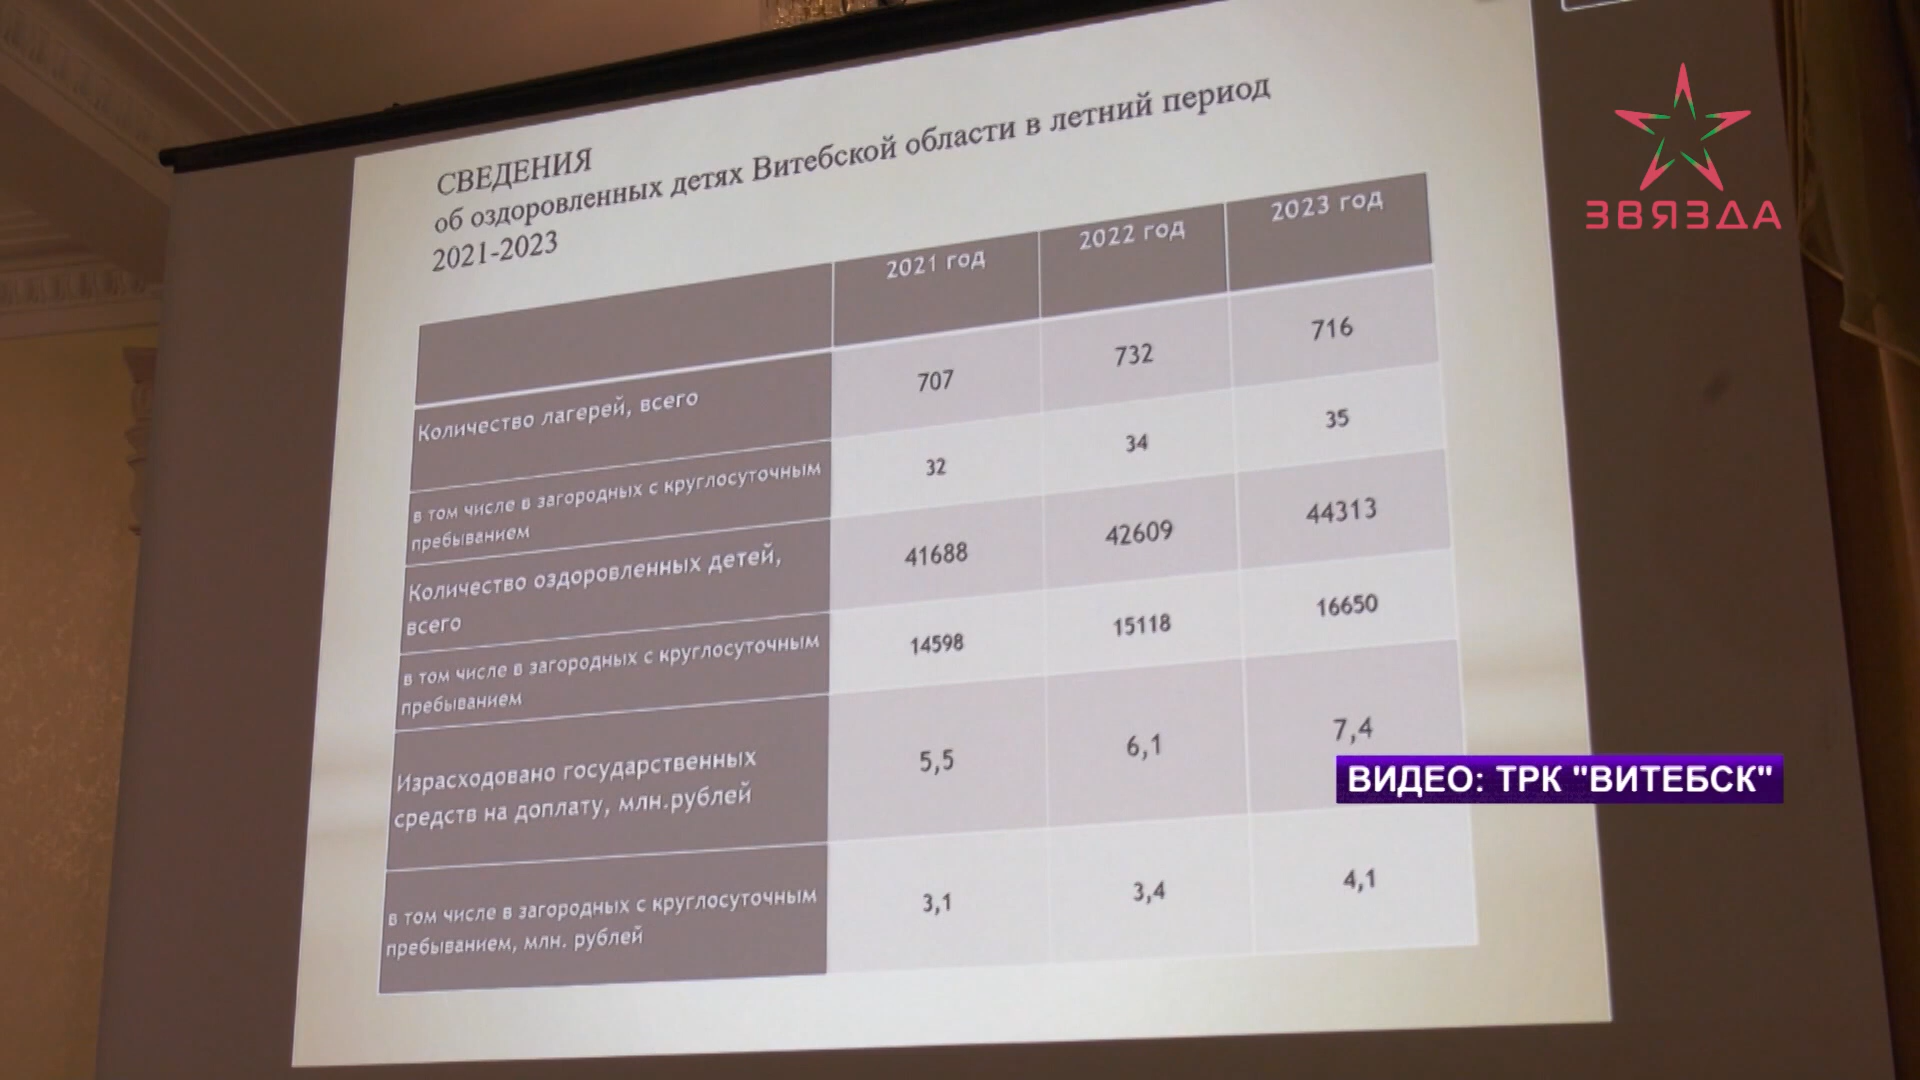 СВЕДЕНИЯ
об оздоровленных детях Витебской области в летний период
2021-2023
ЗВЯЗДА
2021 год
2022 год
2023 год
Количество лагерей, всего
707
732
716
в том числе в загородных с круглосуточным
пребыванием
32
34
35
Количество оздоровленных детей,
всего
41688
42609
44313
в том числе в загородных с круглосуточным
пребыванием
14598
15118
16650
Израсходовано государственных
средств на доплату, млн.рублей
5,5
6,1
7,4
ВИДЕО: ТРК "ВИТЕБСК"
в том числе в загородных с круглосуточным
пребыванием, млн. рублей
3,1
3,4
4,1